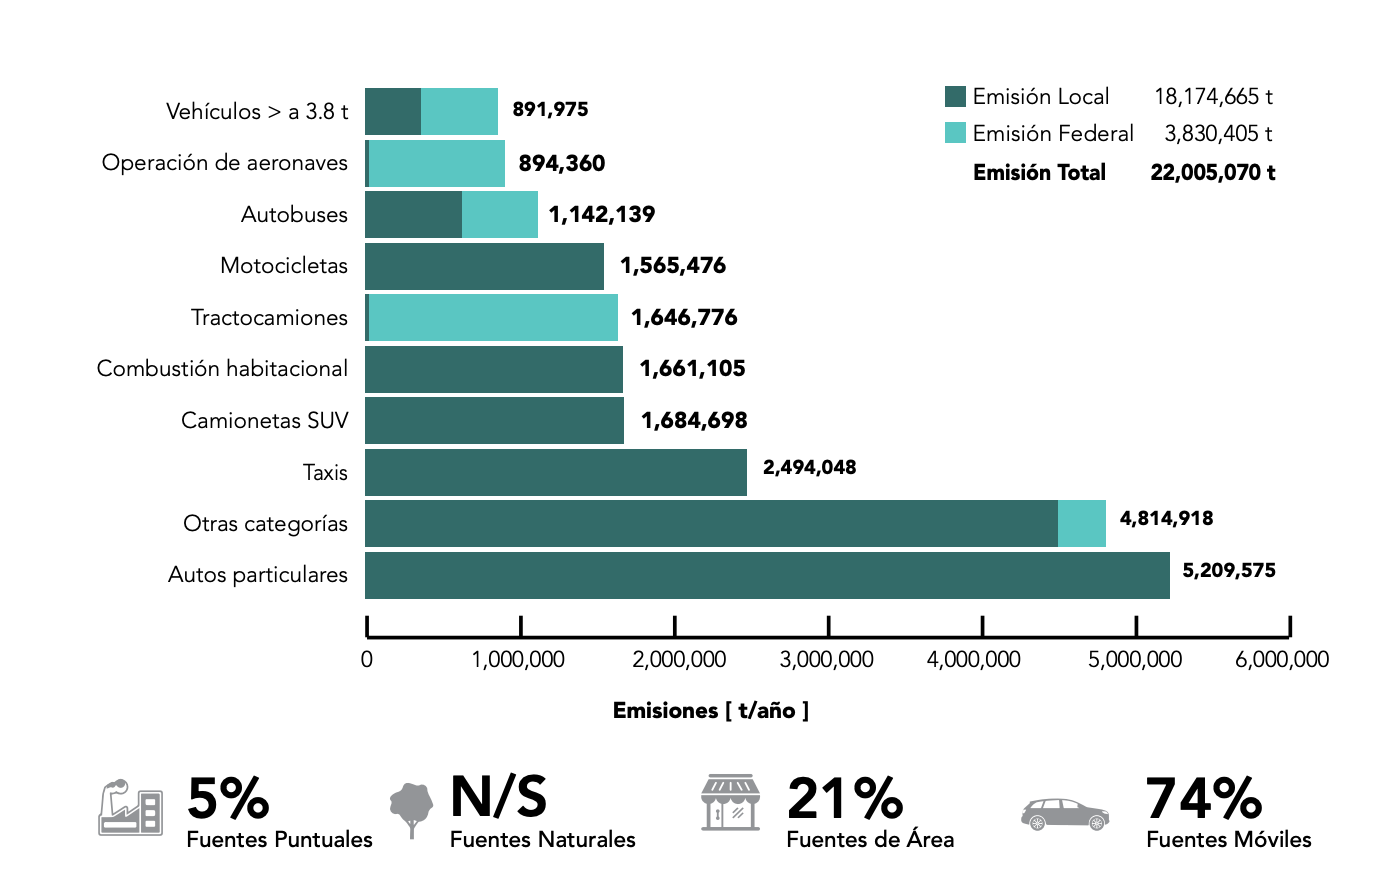 Vehículos > a 3.8 t 891,975
Operación de aeronaves 894,360
Autobuses 1,142,139
Motocicletas 1,565,476
Tractocamiones 1,646,776
Combustión habitacional 1,661,105
Camionetas SUV 1,684,698
Taxis 2,494,048
Otras categorías 4,814,918
Autos particulares 5,209,575
Emisión Local 18,174,665 t
Emisión Federal 3,830,405 t
Emisión Total 22,005,070 t
0 1,000,000 2,000,000 3,000,000 4,000,000 5,000,000 6,000,000
Emisiones [ t/año ]
5%
Fuentes Puntuales
N/S
Fuentes Naturales
21%
Fuentes de Área
74%
Fuentes Móviles